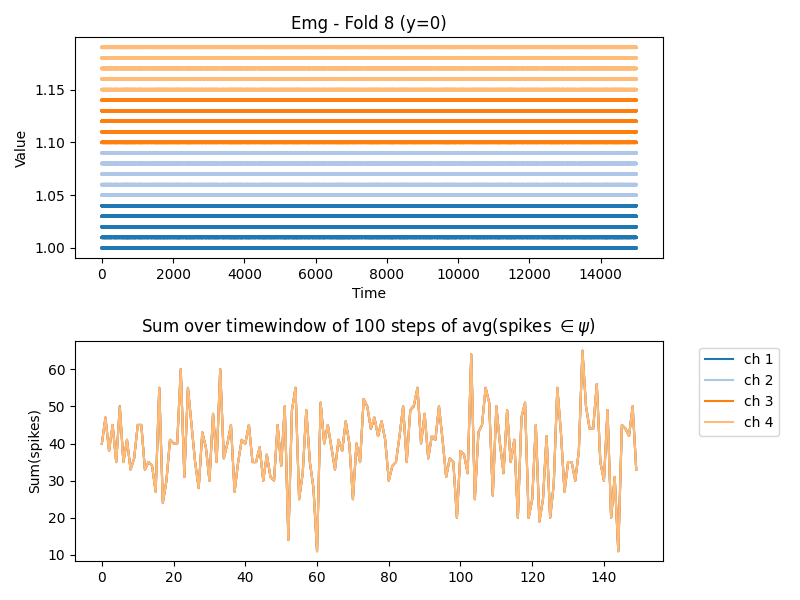 Emg - Fold 8 (y=0)
Value
1.15
1.10
1.05
1.00
0 2000 4000 6000 8000 10000 12000 14000
Time
Sum over timewindow of 100 steps of avg(spikes ∈ψ)
Sum(spikes)
60
50
40
30
20
10
0 20 40 60 80 100 120 140
ch 1
ch 2
ch 3
ch 4